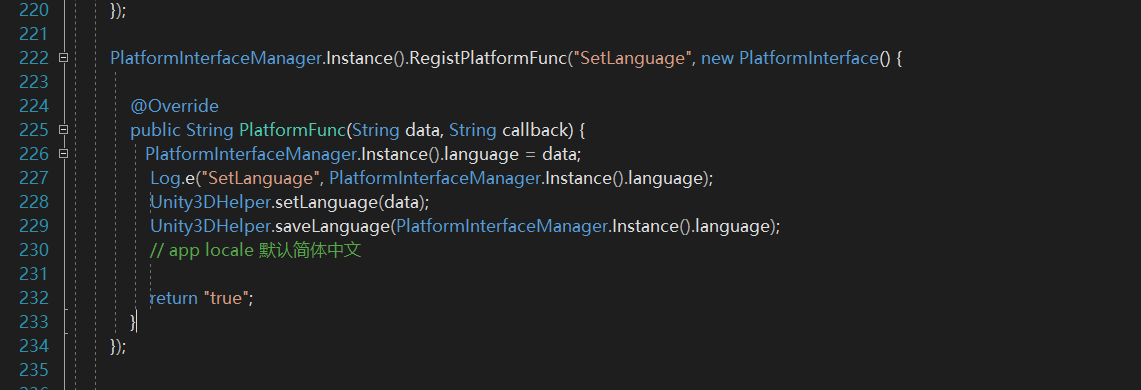 220 });
221
222 PlatformInterfaceManager.Instance().RegistPlatformFunc("SetLanguage", new PlatformInterface() {
223
224 @Override
225 public String PlatformFunc(String data, String callback) {
226 PlatformInterfaceManager.Instance().language = data;
227 Log.e("SetLanguage", PlatformInterfaceManager.Instance().language);
228 Unity3DHelper.setLanguage(data);
229 Unity3DHelper.saveLanguage(PlatformInterfaceManager.Instance().language);
230 // app locale 默认简体中文
231
232 return "true";
233 }
234 });
235